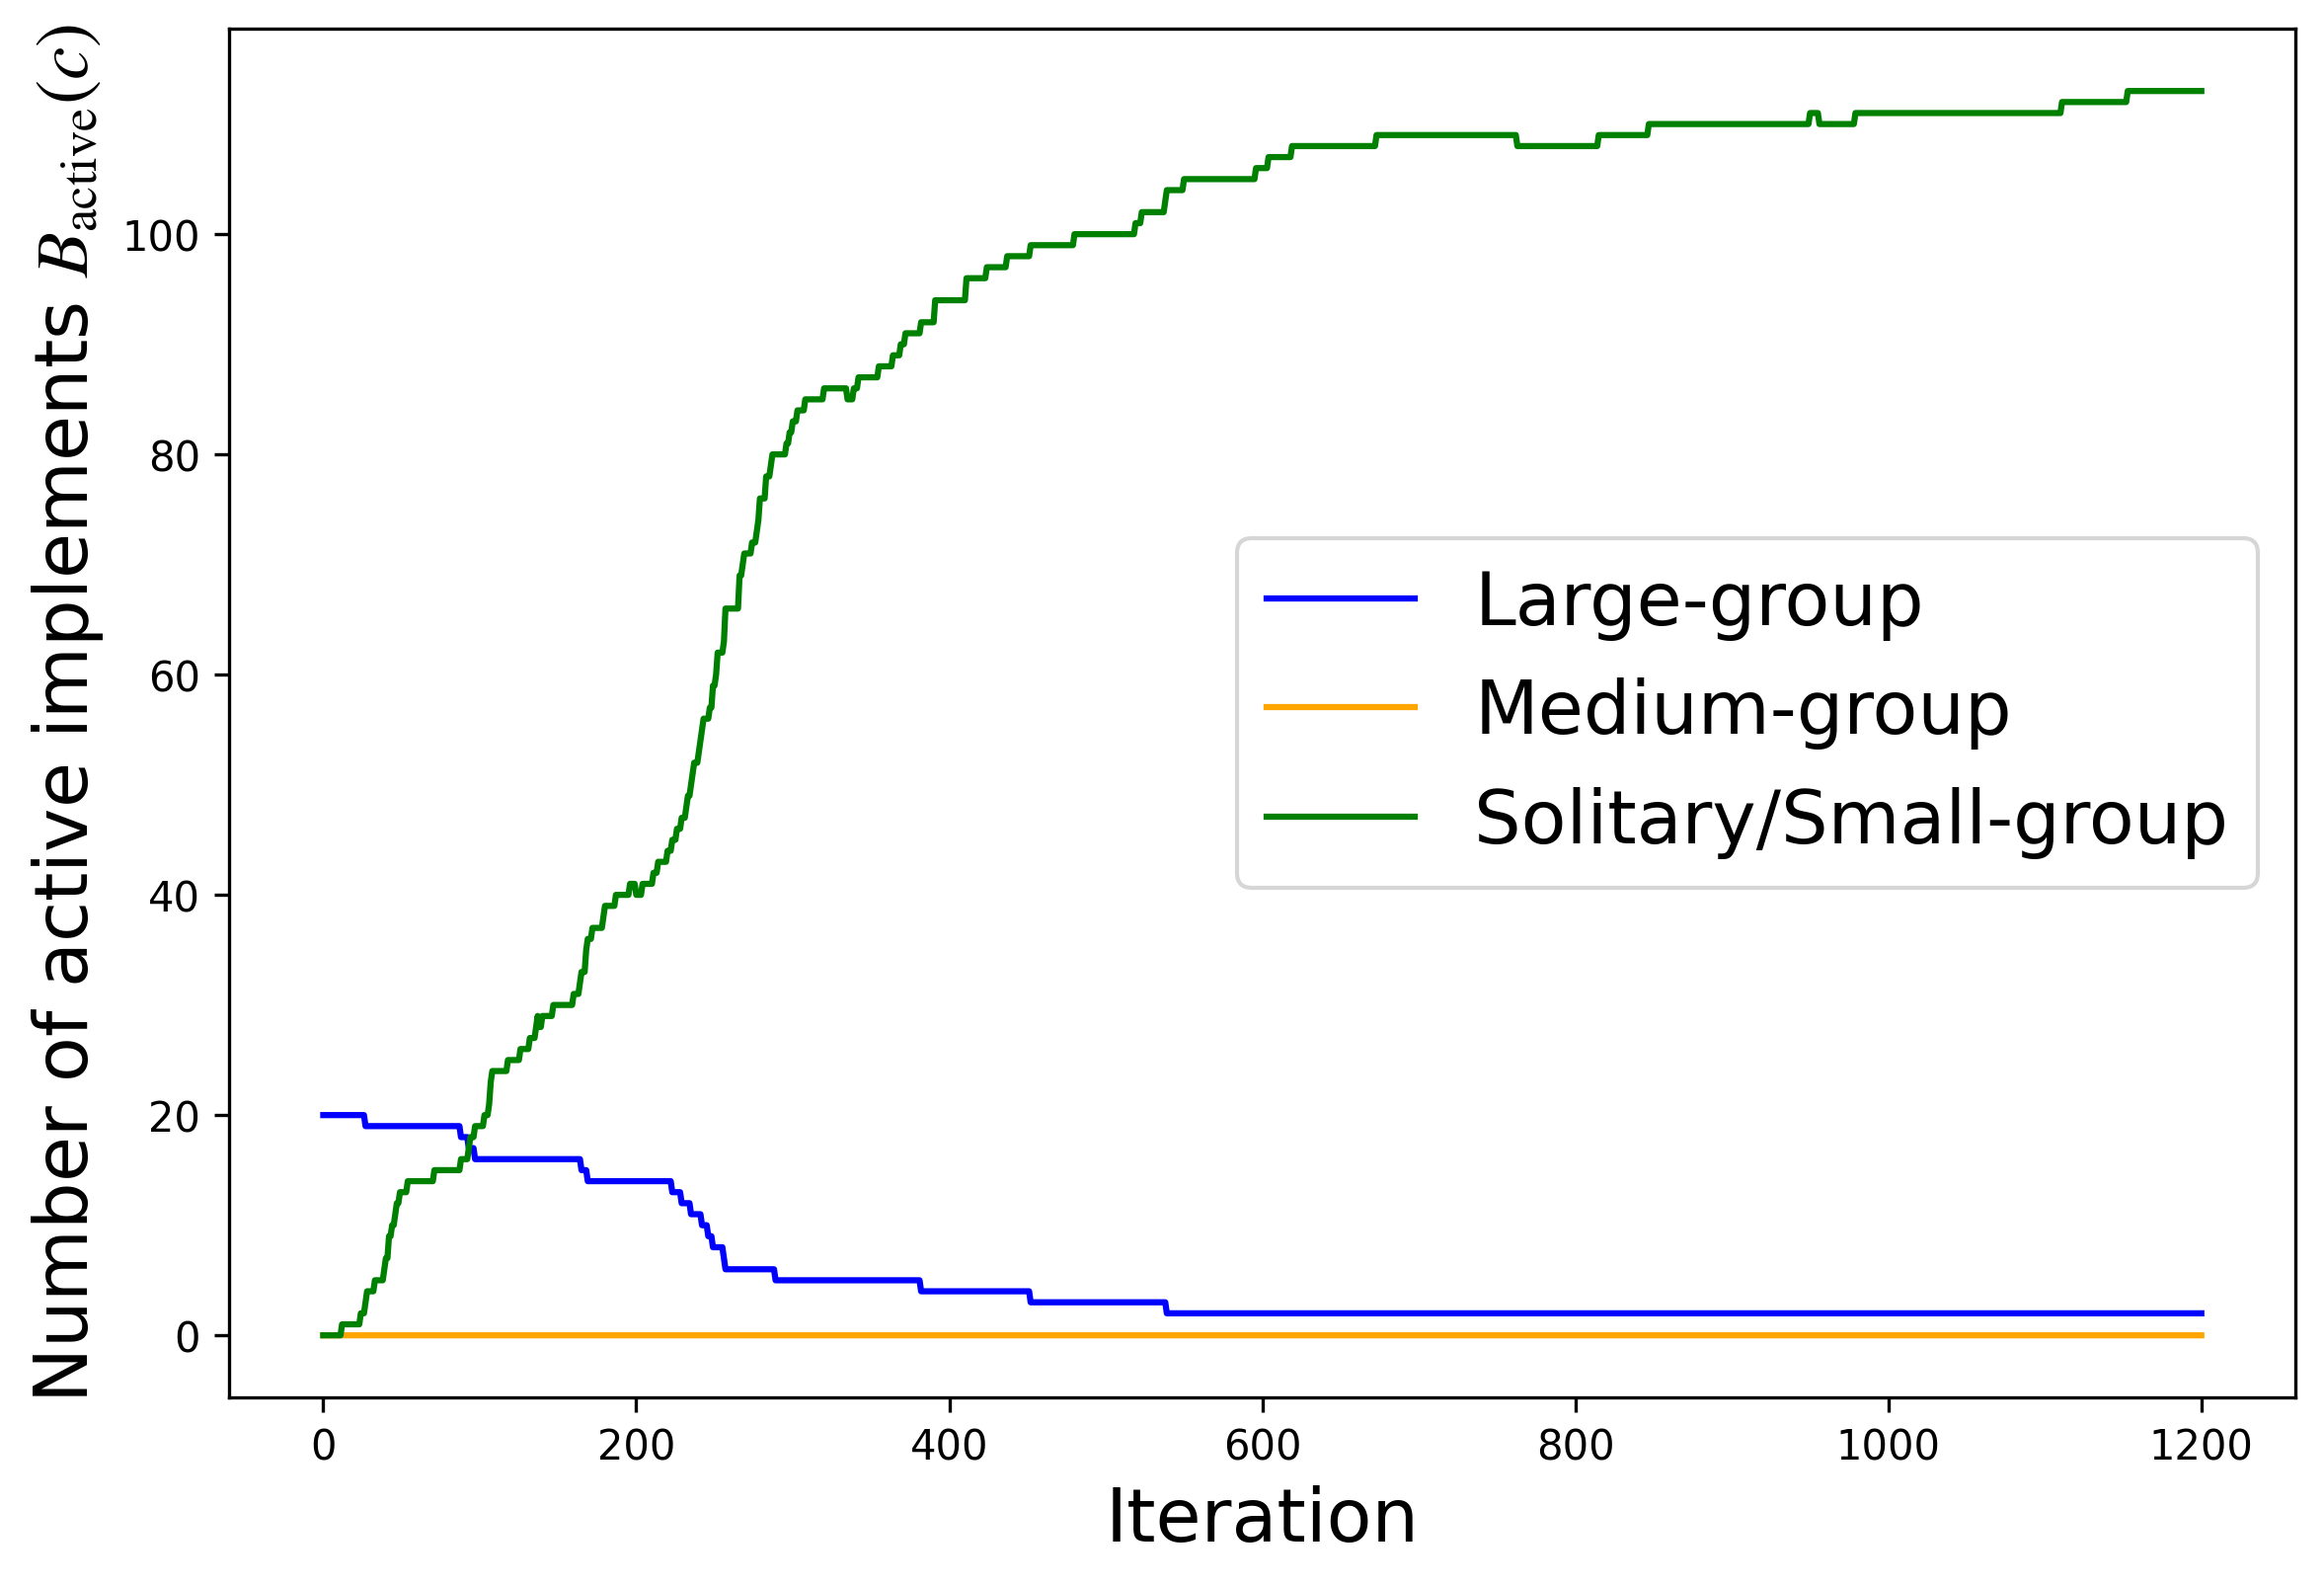 Number of active implements B_active(c)
100
80
60
40
20
0
Large-group
Medium-group
Solitary/Small-group
0 200 400 600 800 1000 1200
Iteration